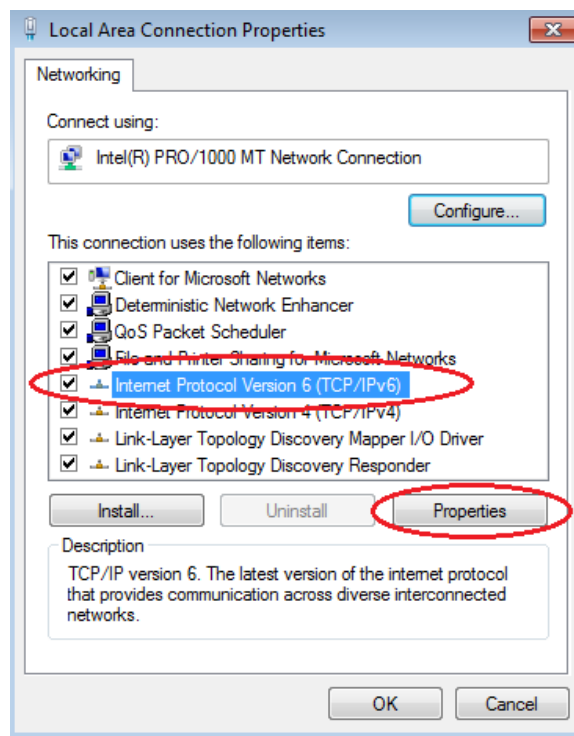 Local Area Connection Properties
Networking
Connect using:
Intel(R) PRO/1000 MT Network Connection
Configure...
This connection uses the following items:
Client for Microsoft Networks
Deterministic Network Enhancer
QoS Packet Scheduler
File and Printer Sharing for Microsoft Networks
Internet Protocol Version 6 (TCP/IPv6)
Internet Protocol Version 4 (TCP/IPv4)
Link-Layer Topology Discovery Mapper I/O Driver
Link-Layer Topology Discovery Responder
Install... Uninstall Properties
Description
TCP/IP version 6. The latest version of the internet protocol
that provides communication across diverse interconnected
networks.
OK Cancel